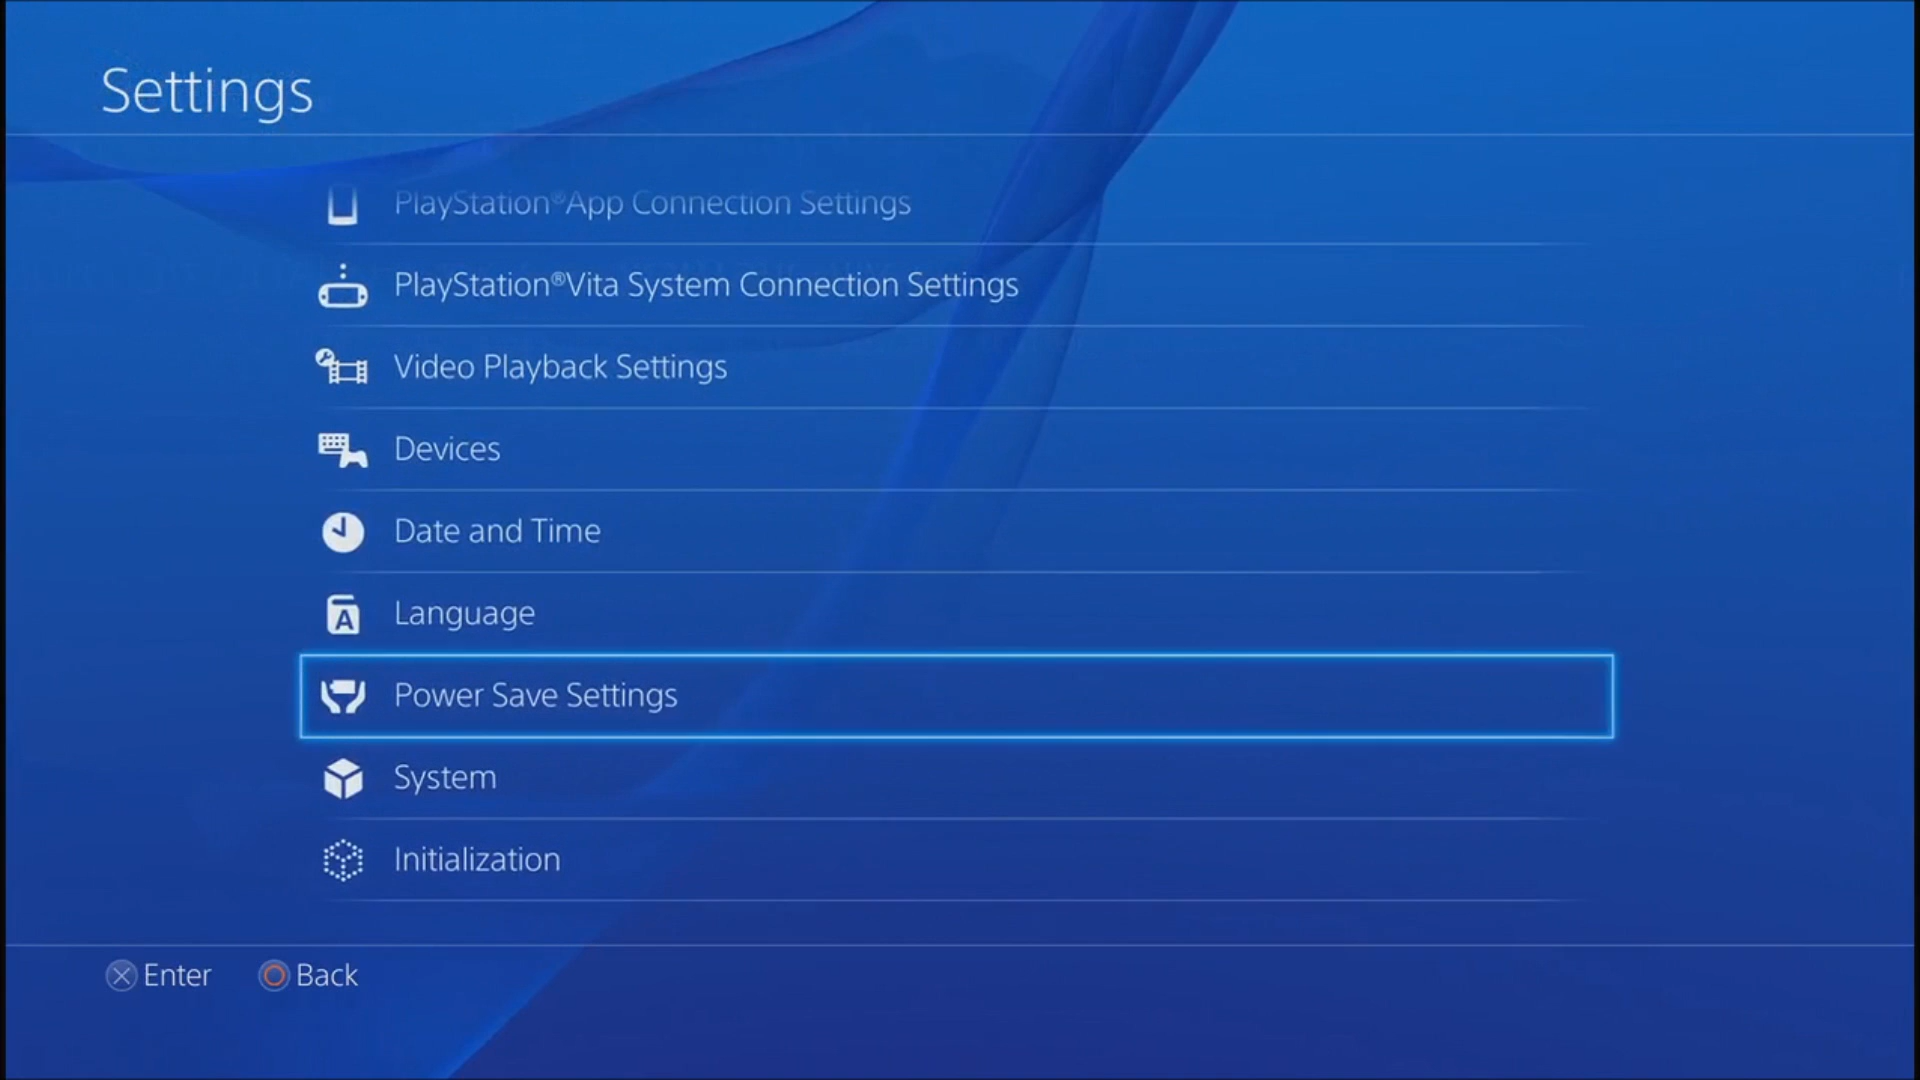 Settings
PlayStation®App Connection Settings
PlayStation®Vita System Connection Settings
Video Playback Settings
Devices
Date and Time
Language
Power Save Settings
System
Initialization
Enter Back